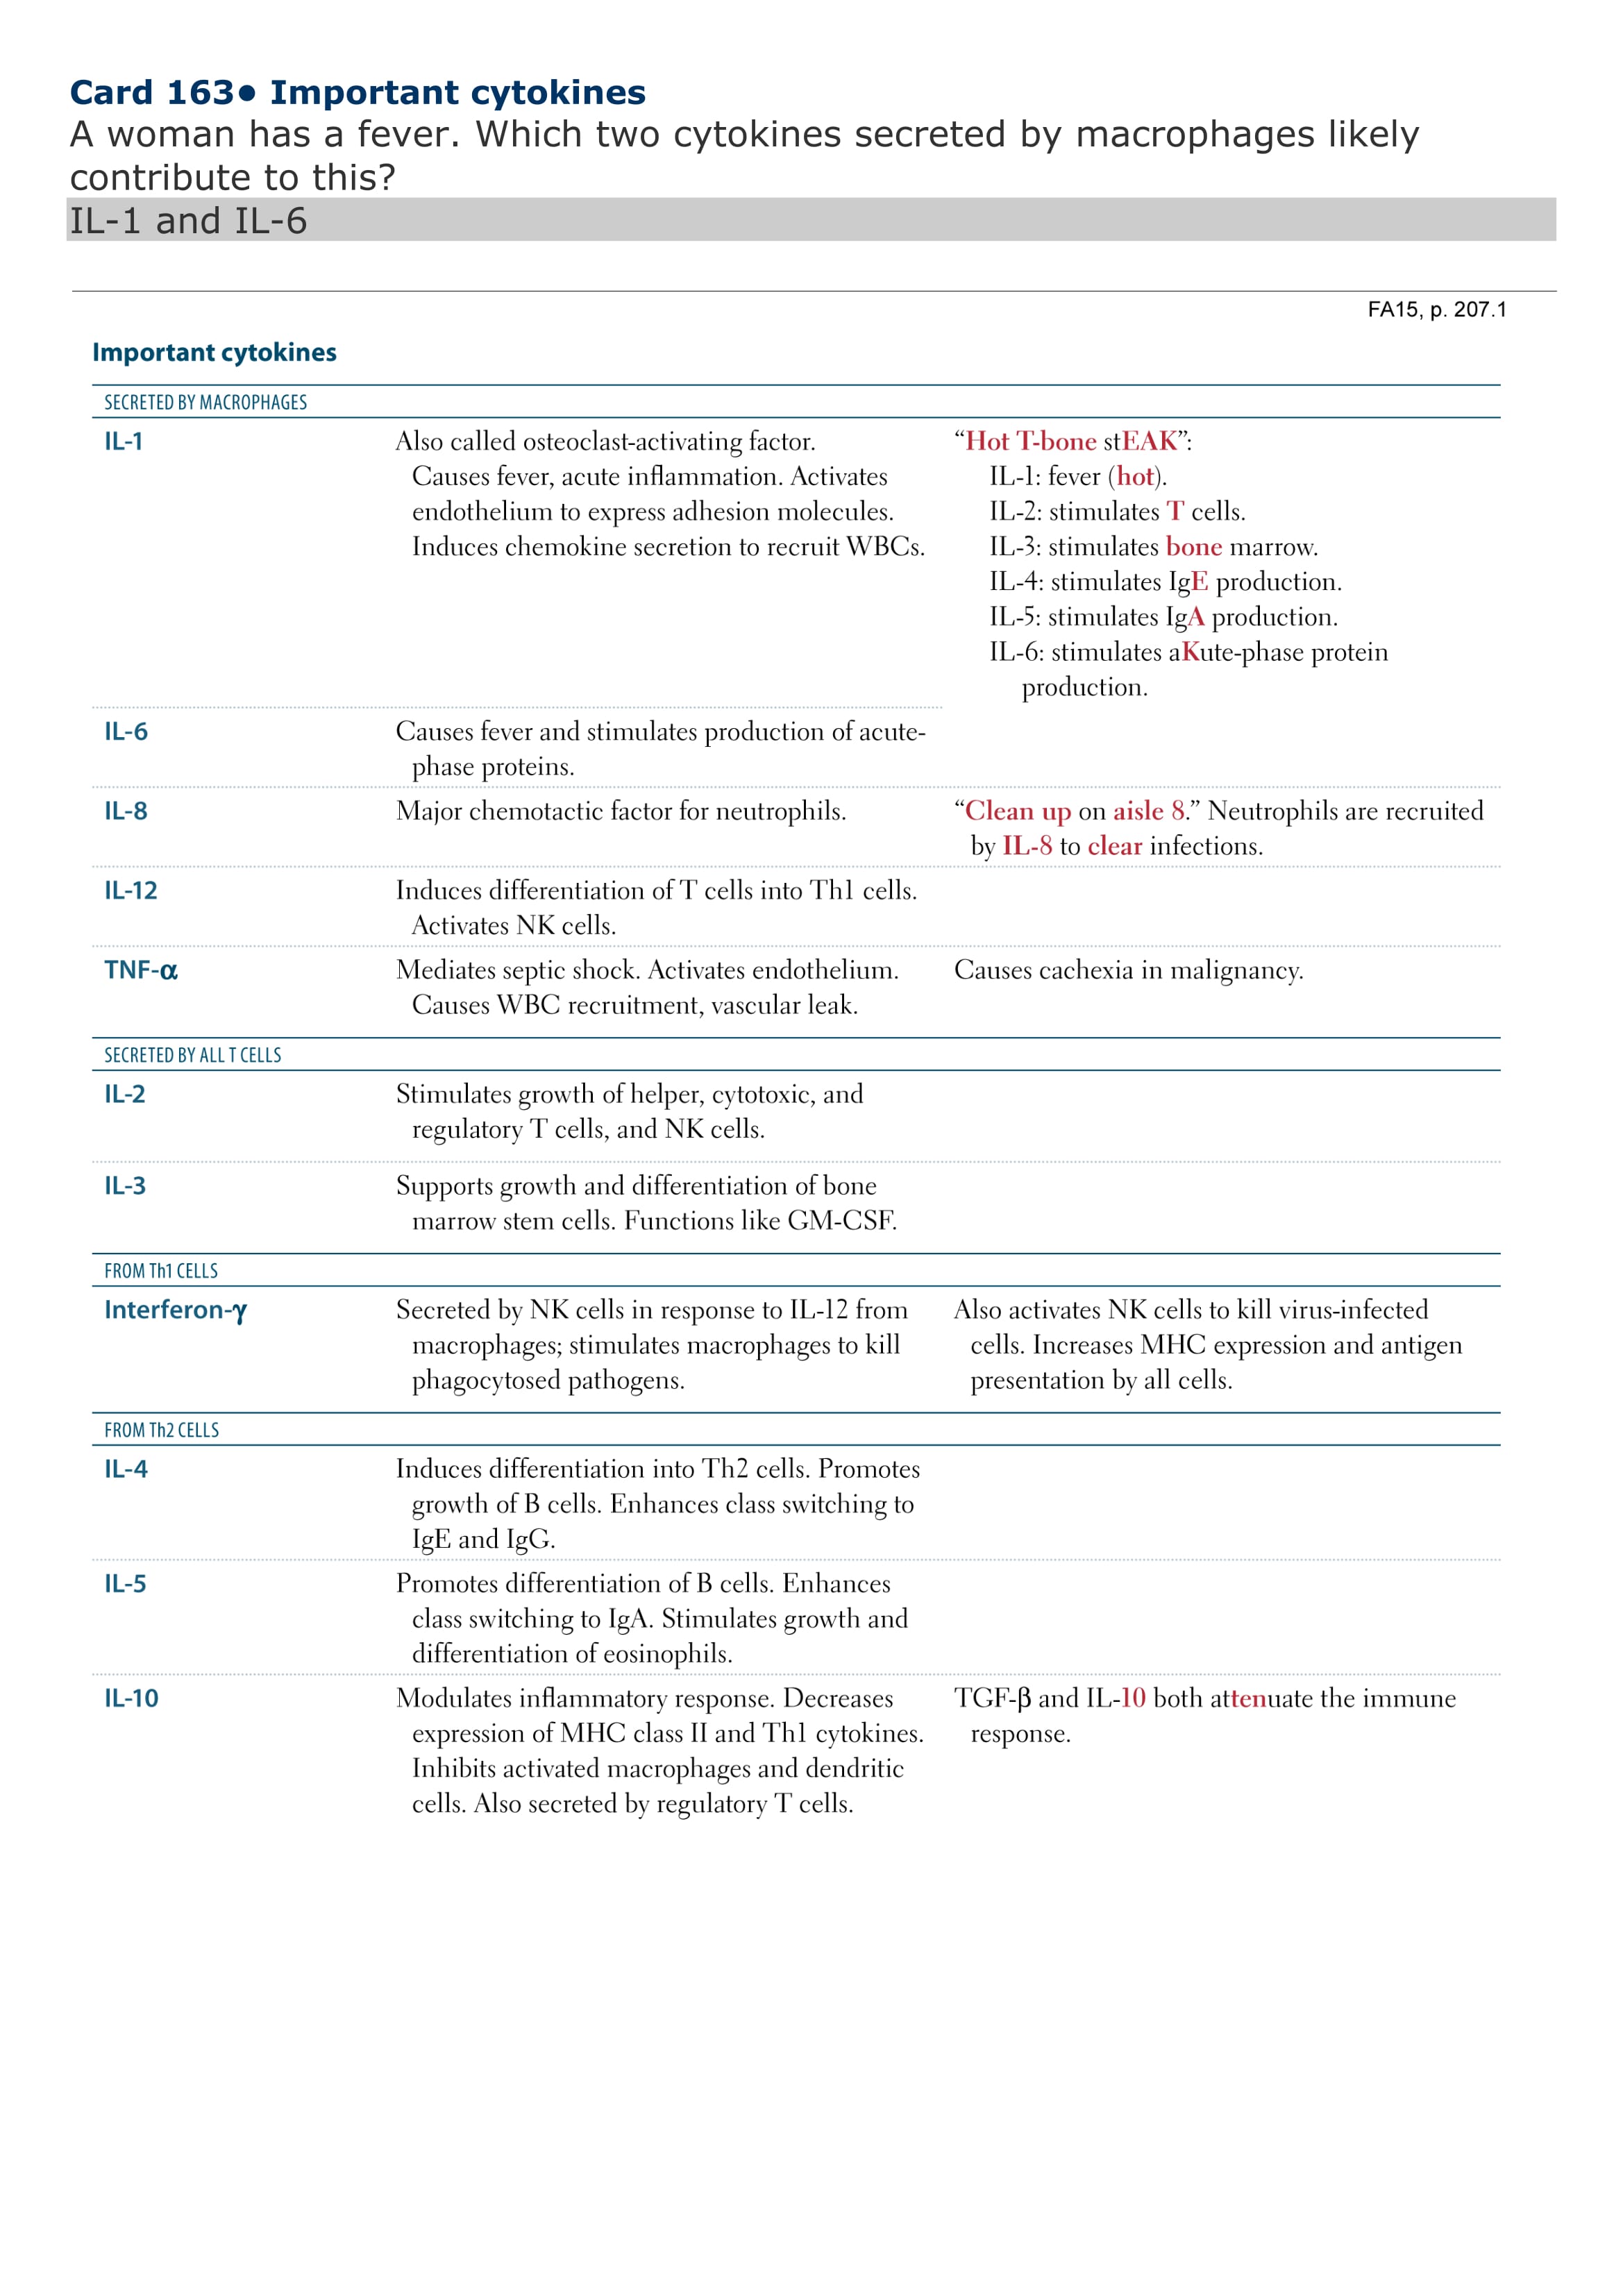 Card 163• Important cytokines
A woman has a fever. Which two cytokines secreted by macrophages likely
contribute to this?
IL-1 and IL-6
FA15, p. 207.1
Important cytokines
SECRETED BY MACROPHAGES
IL-1
Also called osteoclast-activating factor.
Causes fever, acute inflammation. Activates
endothelium to express adhesion molecules.
Induces chemokine secretion to recruit WBCs.
“Hot T-bone stEAK”:
IL-1: fever (hot).
IL-2: stimulates T cells.
IL-3: stimulates bone marrow.
IL-4: stimulates IgE production.
IL-5: stimulates IgA production.
IL-6: stimulates aKute-phase protein
production.
IL-6
Causes fever and stimulates production of acute-
phase proteins.
IL-8
Major chemotactic factor for neutrophils.
“Clean up on aisle 8.” Neutrophils are recruited
by IL-8 to clear infections.
IL-12
Induces differentiation of T cells into Th1 cells.
Activates NK cells.
TNF-α
Mediates septic shock. Activates endothelium.
Causes WBC recruitment, vascular leak.
Causes cachexia in malignancy.
SECRETED BY ALL T CELLS
IL-2
Stimulates growth of helper, cytotoxic, and
regulatory T cells, and NK cells.
IL-3
Supports growth and differentiation of bone
marrow stem cells. Functions like GM-CSF.
FROM Th1 CELLS
Interferon-γ
Secreted by NK cells in response to IL-12 from
macrophages; stimulates macrophages to kill
phagocytosed pathogens.
Also activates NK cells to kill virus-infected
cells. Increases MHC expression and antigen
presentation by all cells.
FROM Th2 CELLS
IL-4
Induces differentiation into Th2 cells. Promotes
growth of B cells. Enhances class switching to
IgE and IgG.
IL-5
Promotes differentiation of B cells. Enhances
class switching to IgA. Stimulates growth and
differentiation of eosinophils.
IL-10
Modulates inflammatory response. Decreases
expression of MHC class II and Th1 cytokines.
Inhibits activated macrophages and dendritic
cells. Also secreted by regulatory T cells.
TGF-β and IL-10 both attenuate the immune
response.